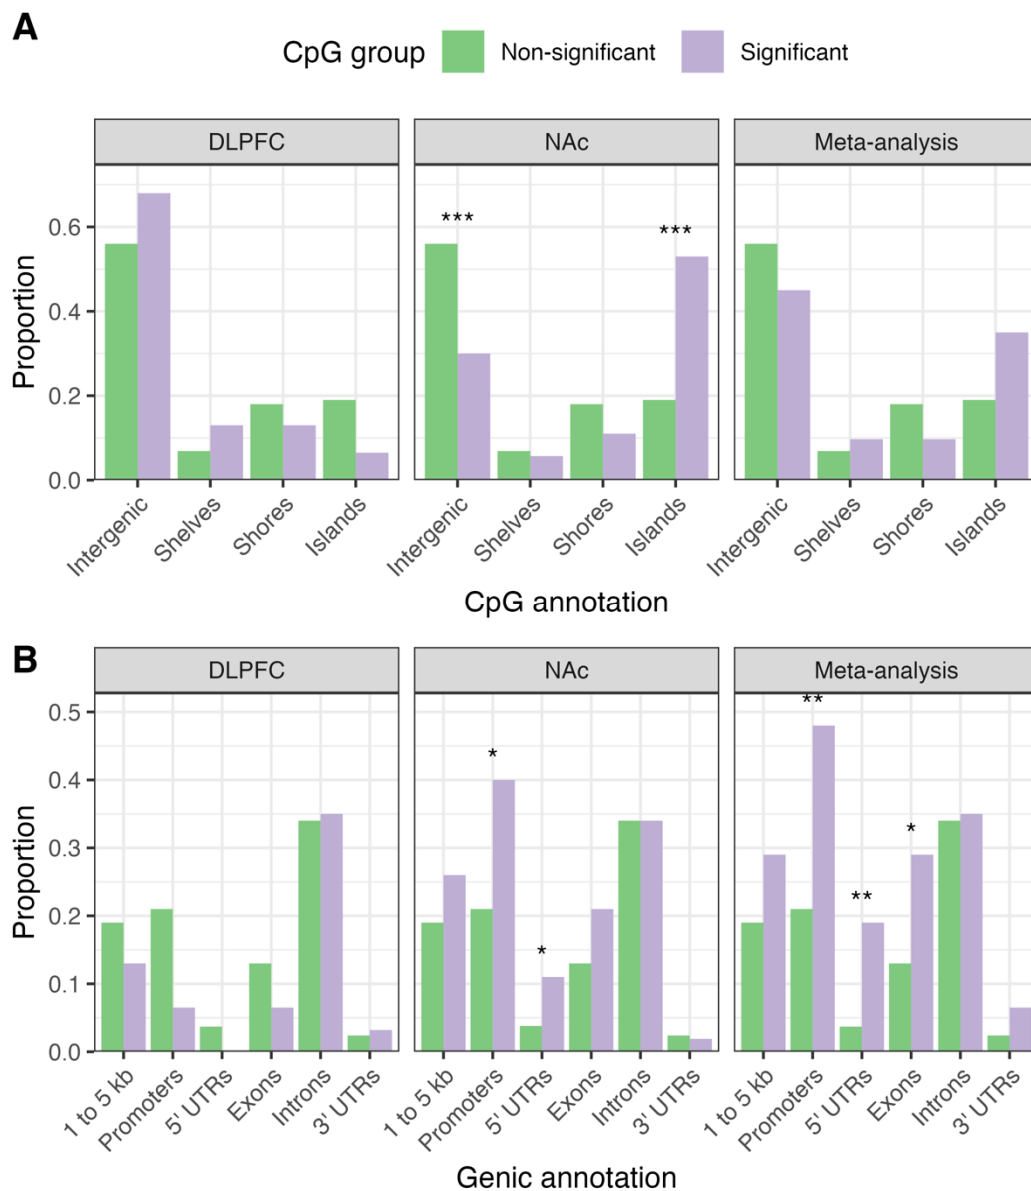 A
CpG group Non-significant Significant
DLPFC NAc Meta-analysis
Proportion
0.6
0.4
0.2
0.0
*** ***
Intergenic Shelves Shores Islands Intergenic Shelves Shores Islands Intergenic Shelves Shores Islands
CpG annotation
B
DLPFC NAc Meta-analysis
Proportion
0.5
0.4
0.3
0.2
0.1
0.0
* * ** ** *
1 to 5 kb Promoters 5' UTRs Exons Introns 3' UTRs 1 to 5 kb Promoters 5' UTRs Exons Introns 3' UTRs 1 to 5 kb Promoters 5' UTRs Exons Introns 3' UTRs
Genic annotation